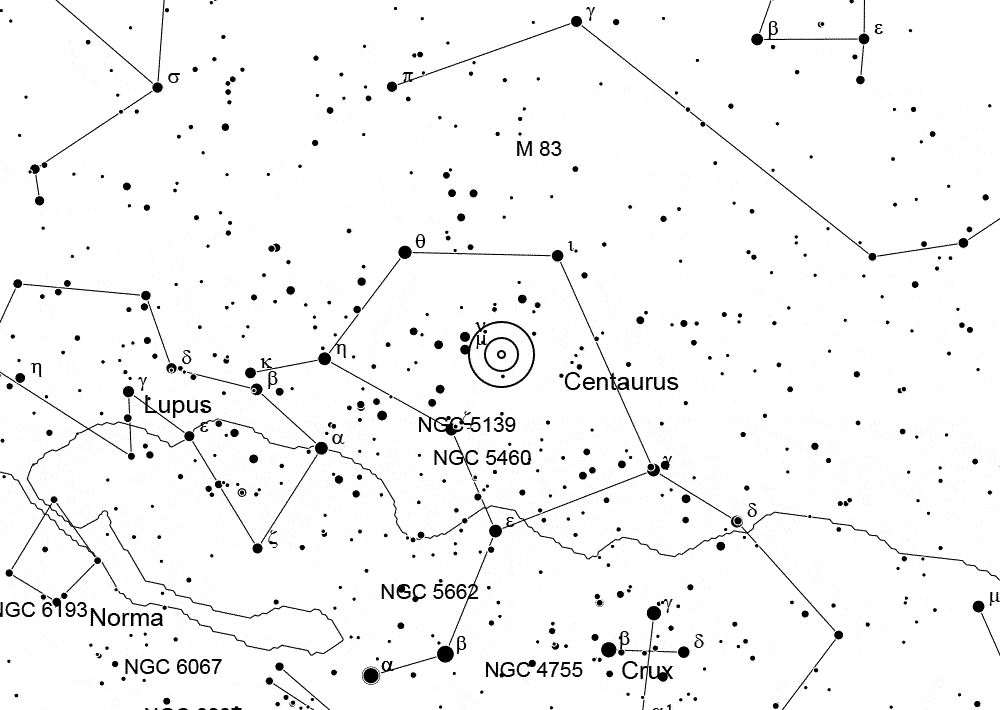 γ
β ε
σ
π
M 83
θ ι
ν
μ
η
δ
κ
β
η
γ
Centaurus
Lupus
ζ
NGC 5139
ε
α
NGC 5460
γ
δ
ε
ζ
NGC 5662
NGC 6193
Norma
γ
μ
β
β
δ
NGC 6067
α
NGC 4755
Crux